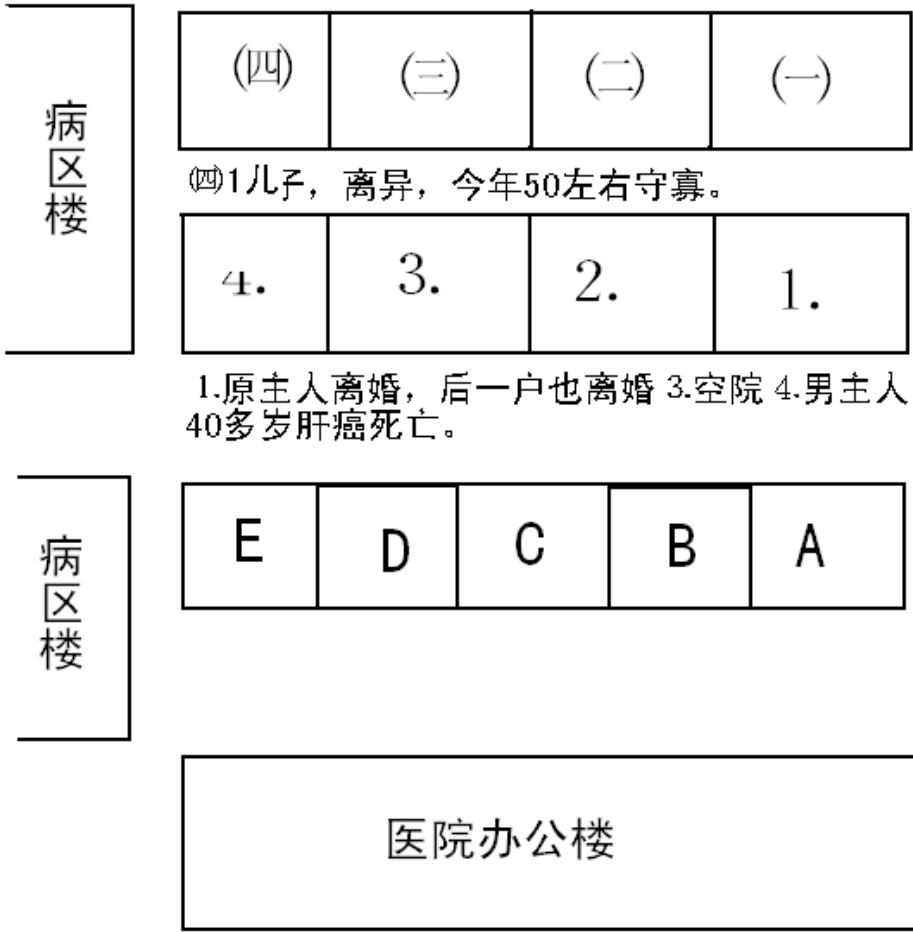 病区楼
㈣ ㈢ ㈡ ㈠
㈣1儿子，离异，今年50左右守寡。
4. 3. 2. 1.
1.原主人离婚，后一户也离婚 3.空院 4.男主人
40多岁肝癌死亡。
病区楼
E D C B A
医院办公楼